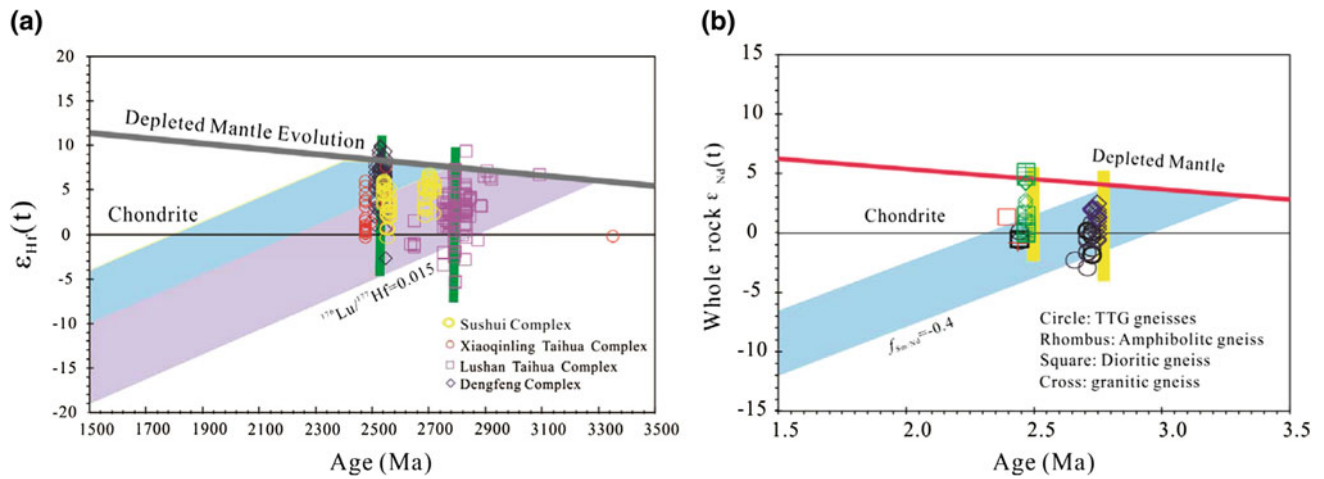 (a)
20
15
10
5
0
-5
-10
-15
-20
εHf(t)
Depleted Mantle Evolution
Chondrite
¹⁷⁶Lu/¹⁷⁷Hf=0.015
Sushui Complex
Xiaoqinling Taihua Complex
Lushan Taihua Complex
Dengfeng Complex
1500 1700 1900 2100 2300 2500 2700 2900 3100 3300 3500
Age (Ma)
(b)
15
10
5
0
-5
-10
-15
Whole rock ε Nd(t)
Depleted Mantle
Chondrite
fSm-Nd=-0.4
Circle: TTG gneisses
Rhombus: Amphibolitc gneiss
Square: Dioritic gneiss
Cross: granitic gneiss
1.5 2.0 2.5 3.0 3.5
Age (Ma)